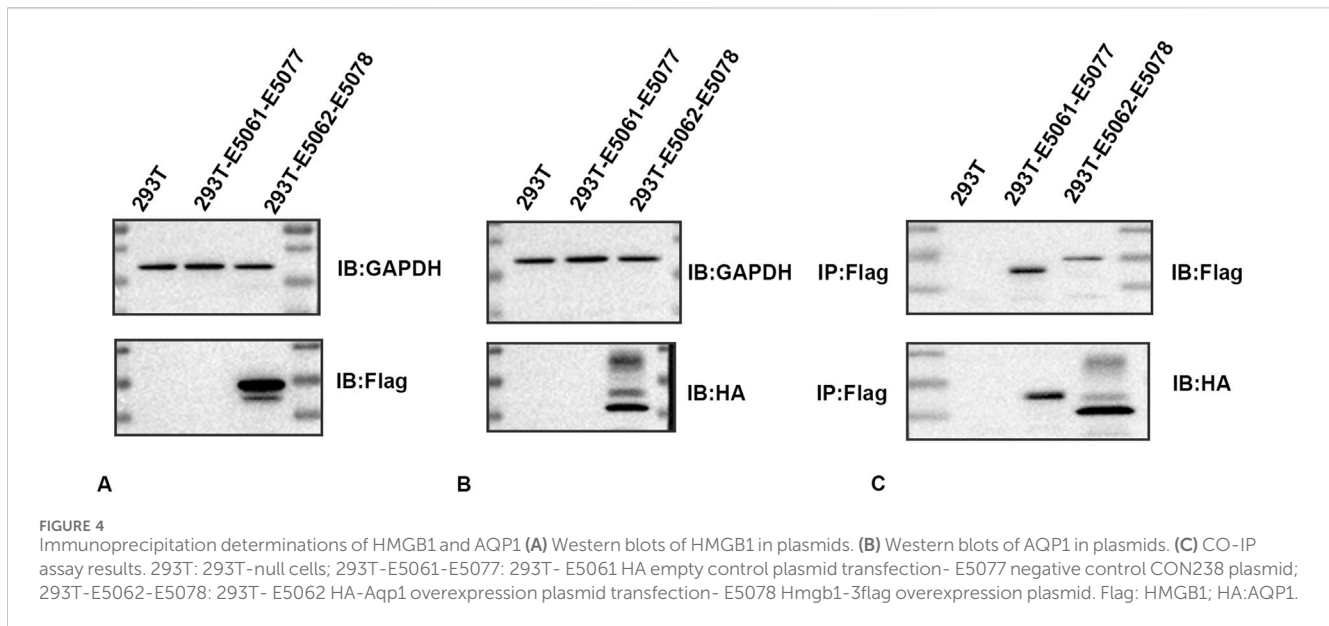 293T
293T-E5061-E5077
293T-E5062-E5078
IB:GAPDH
IB:Flag
A
293T
293T-E5061-E5077
293T-E5062-E5078
IB:GAPDH
IB:HA
B
293T
293T-E5061-E5077
293T-E5062-E5078
IP:Flag
IB:Flag
IP:Flag
IB:HA
C
FIGURE 4
Immunoprecipitation determinations of HMGB1 and AQP1 (A) Western blots of HMGB1 in plasmids. (B) Western blots of AQP1 in plasmids. (C) CO-IP
assay results. 293T: 293T-null cells; 293T-E5061-E5077: 293T- E5061 HA empty control plasmid transfection- E5077 negative control CON238 plasmid;
293T-E5062-E5078: 293T- E5062 HA-Aqp1 overexpression plasmid transfection- E5078 Hmgb1-3flag overexpression plasmid. Flag: HMGB1; HA:AQP1.